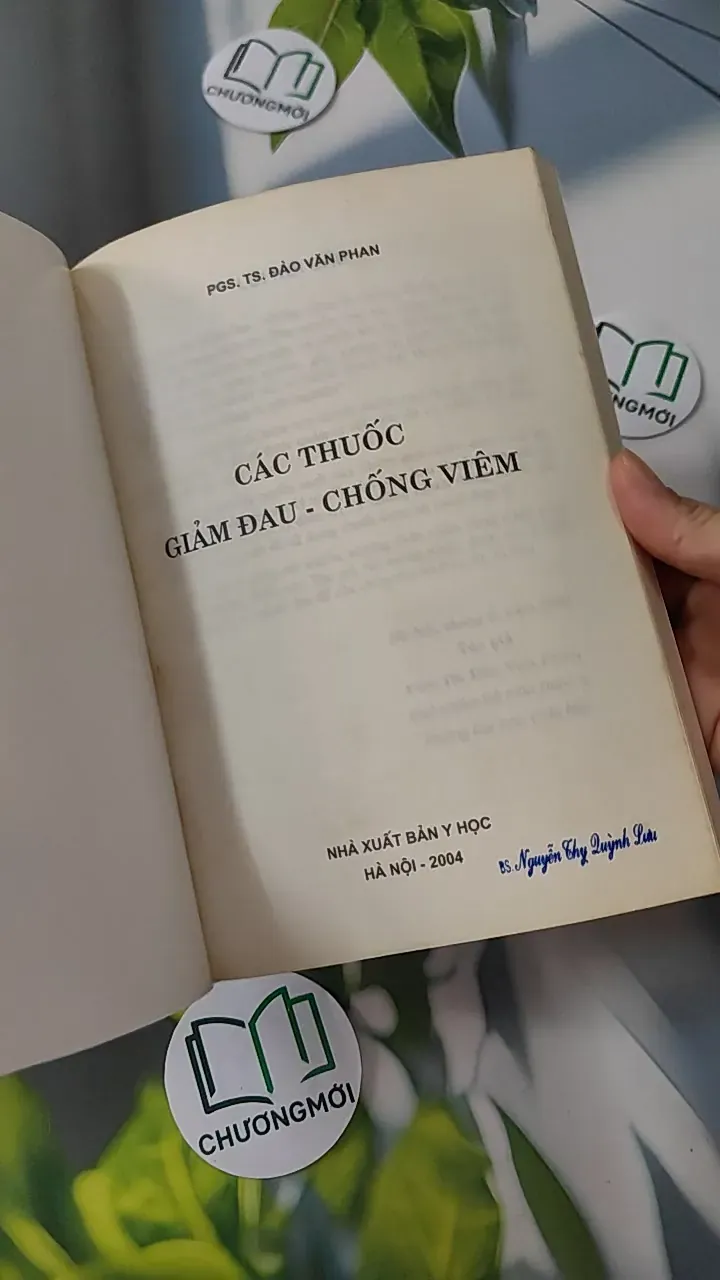 CHƯƠNGMỚI
PGS. TS. ĐÀO VĂN PHAN
CÁC THUỐC
GIẢM ĐAU - CHỐNG VIÊM
NGMỚI
NHÀ XUẤT BẢN Y HỌC
HÀ NỘI - 2004
BS. Nguyễn Thy Quỳnh Lưu
CHƯƠNGMỚI